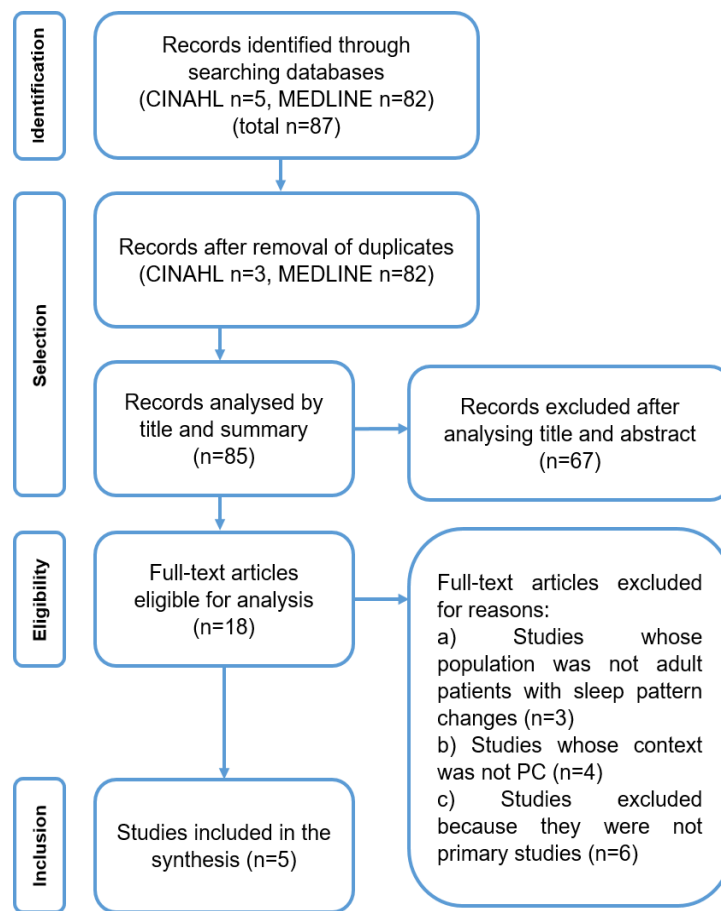 Identification
Records identified through
searching databases
(CINAHL n=5, MEDLINE n=82)
(total n=87)
Selection
Records after removal of duplicates
(CINAHL n=3, MEDLINE n=82)
Records analysed by
title and summary
(n=85)
Records excluded after
analysing title and abstract
(n=67)
Eligibility
Full-text articles
eligible for analysis
(n=18)
Full-text articles excluded
for reasons:
a) Studies whose
population was not adult
patients with sleep pattern
changes (n=3)
b) Studies whose context
was not PC (n=4)
c) Studies excluded
because they were not
primary studies (n=6)
Inclusion
Studies included in the
synthesis (n=5)